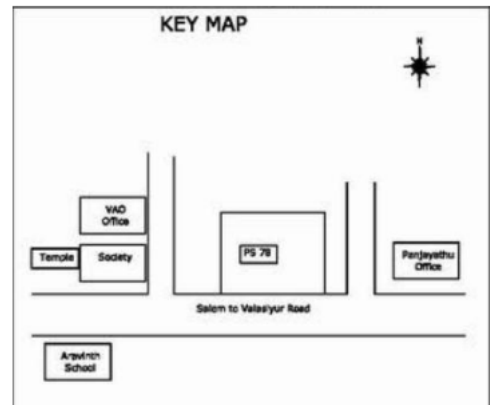 KEY MAP
N
VAO
Office
Temple
Society
PS 78
Panjayathu
Office
Salem to Valasiyur Road
Aravinth
School